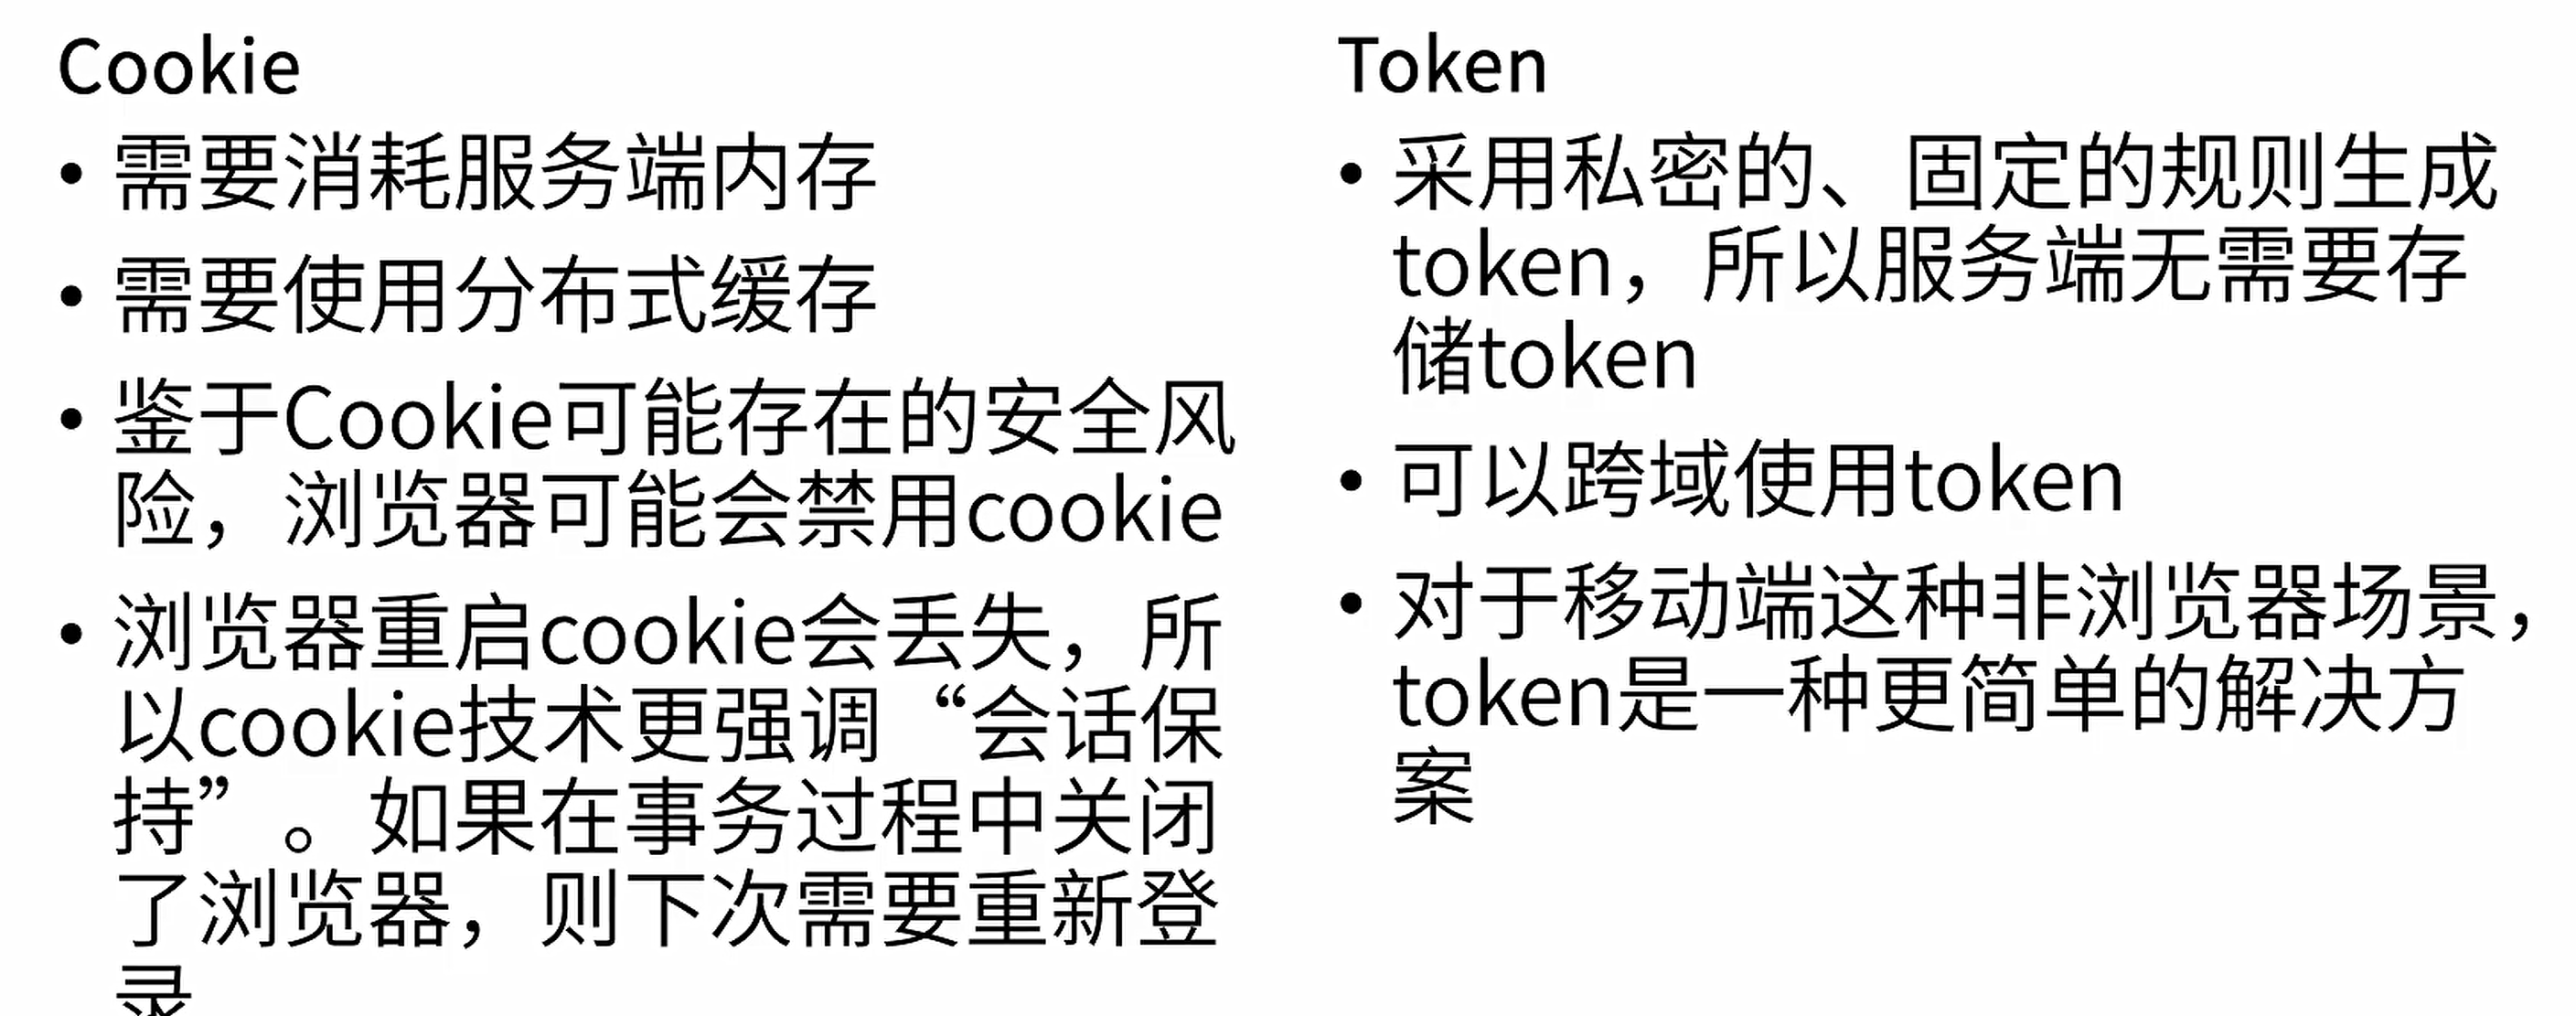 Cookie
• 需要消耗服务端内存
• 需要使用分布式缓存
• 鉴于Cookie可能存在的安全风
险，浏览器可能会禁用cookie
• 浏览器重启cookie会丢失，所
以cookie技术更强调“会话保
持”。如果在事务过程中关闭
了浏览器，则下次需要重新登
录
Token
• 采用私密的、固定的规则生成
token，所以服务端无需要存
储token
• 可以跨域使用token
• 对于移动端这种非浏览器场景，
token是一种更简单的解决方
案